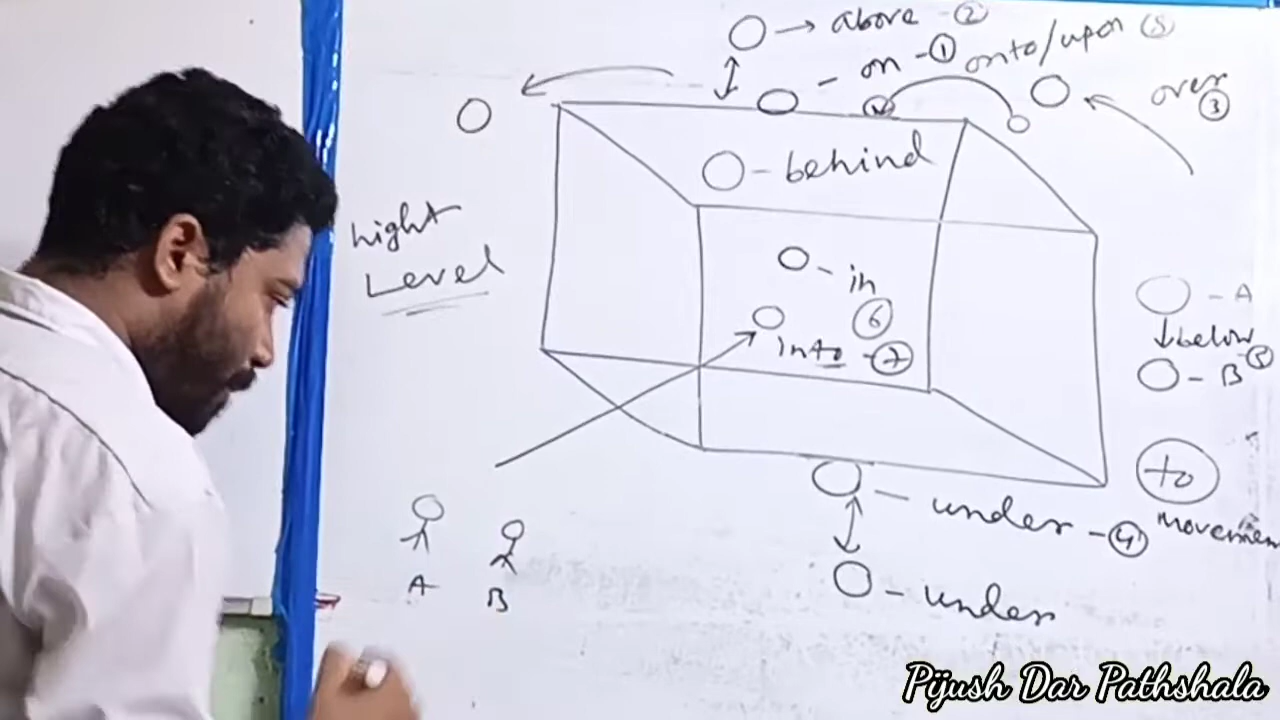 above - ②
on - ①
onto/upon ⑤
over
③
behind
hight
Level
in
⑥
into - ⑦
A
below
B
to
movemen
under - ④
under
A
B
Pijush Dar Pathshala